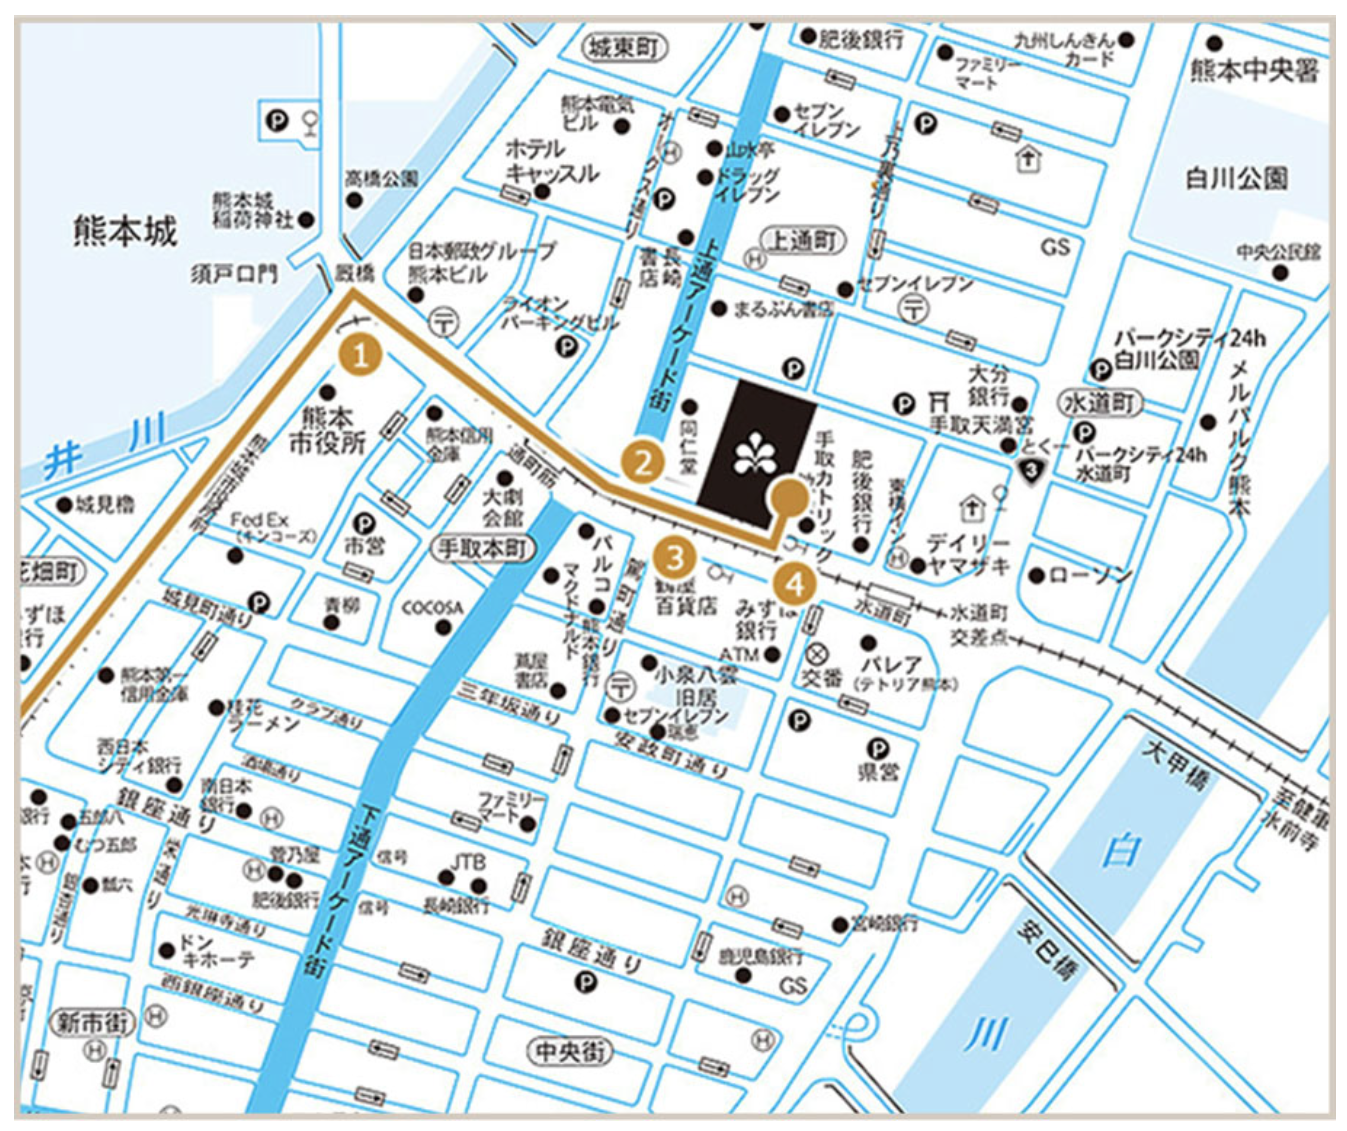 城東町
肥後銀行
九州しんきん
カード
ファミリー
マート
熊本中央署
熊本電気
ビル
オークス通り
セブン
イレブン
上乃裏通り
P
P
H
ホテル
キャッスル
山水亭
ドラッグ
イレブン
白川公園
高橋公園
熊本城
稲荷神社
P
熊本城
上通町
GS
H
中央公民館
日本郵政グループ
熊本ビル
長崎
書店
上通アーケード街
須戸口門
厩橋
セブンイレブン
ライオン
パーキングビル
まるぶん書店
P
P
パークシティ24h
白川公園
P
メルパルク熊本
1
大分
銀行
P
水道町
手取天満宮
熊本
市役所
熊本信用
金庫
同仁堂
手取カトリック
肥後銀行
とくー
P
パークシティ24h
水道町
3
井川
2
通町筋
大劇
会館
東横イン
城見櫓
熊本城市役所前
Fed Ex
(キンコーズ)
P
市営
手取本町
パルコ
3
鶴屋
百貨店
H
デイリー
ヤマザキ
ローソン
花畑町
マクドナルド
鷹町通り
4
水道町
水道町
交差点
みずほ
銀行
ATM
城見町通り
P
青柳
COCOSA
熊本銀行
交番
パレア
(テトリア熊本)
熊本第一
信用金庫
蔦屋
書店
小泉八雲
旧居
三年坂通り
セブンイレブン
瑞恵
桂花
ラーメン
クラブ通り
P
P
県営
安政町通り
西日本
シティ銀行
酒場通り
大甲橋
南日本
銀行
H
銀座通り
ファミリー
マート
至健軍
水前寺
銀行
五郎八
むつ五郎
下通アーケード街
白
H
菅乃屋
H
信号
JTB
瓢六
肥後銀行
信号
長崎銀行
H
光琳寺通り
宮崎銀行
安巳橋
ドン
キホーテ
銀座通り
鹿児島銀行
GS
西銀座通り
P
新市街
H
H
中央街
H
川